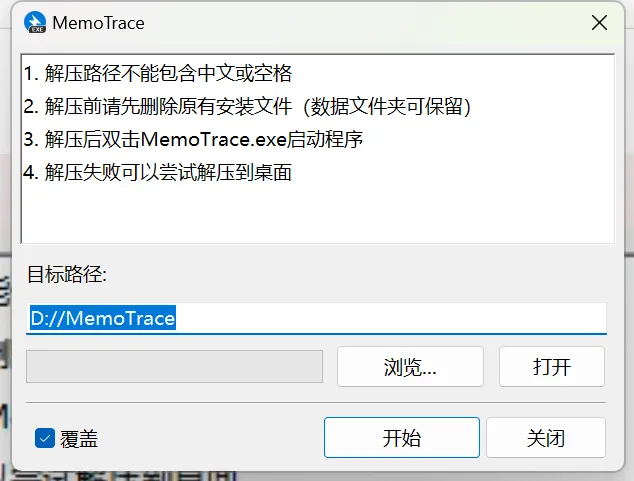 MemoTrace
1. 解压路径不能包含中文或空格
2. 解压前请先删除原有安装文件（数据文件夹可保留）
3. 解压后双击MemoTrace.exe启动程序
4. 解压失败可以尝试解压到桌面
目标路径:
D://MemoTrace
浏览...
打开
覆盖
开始
关闭